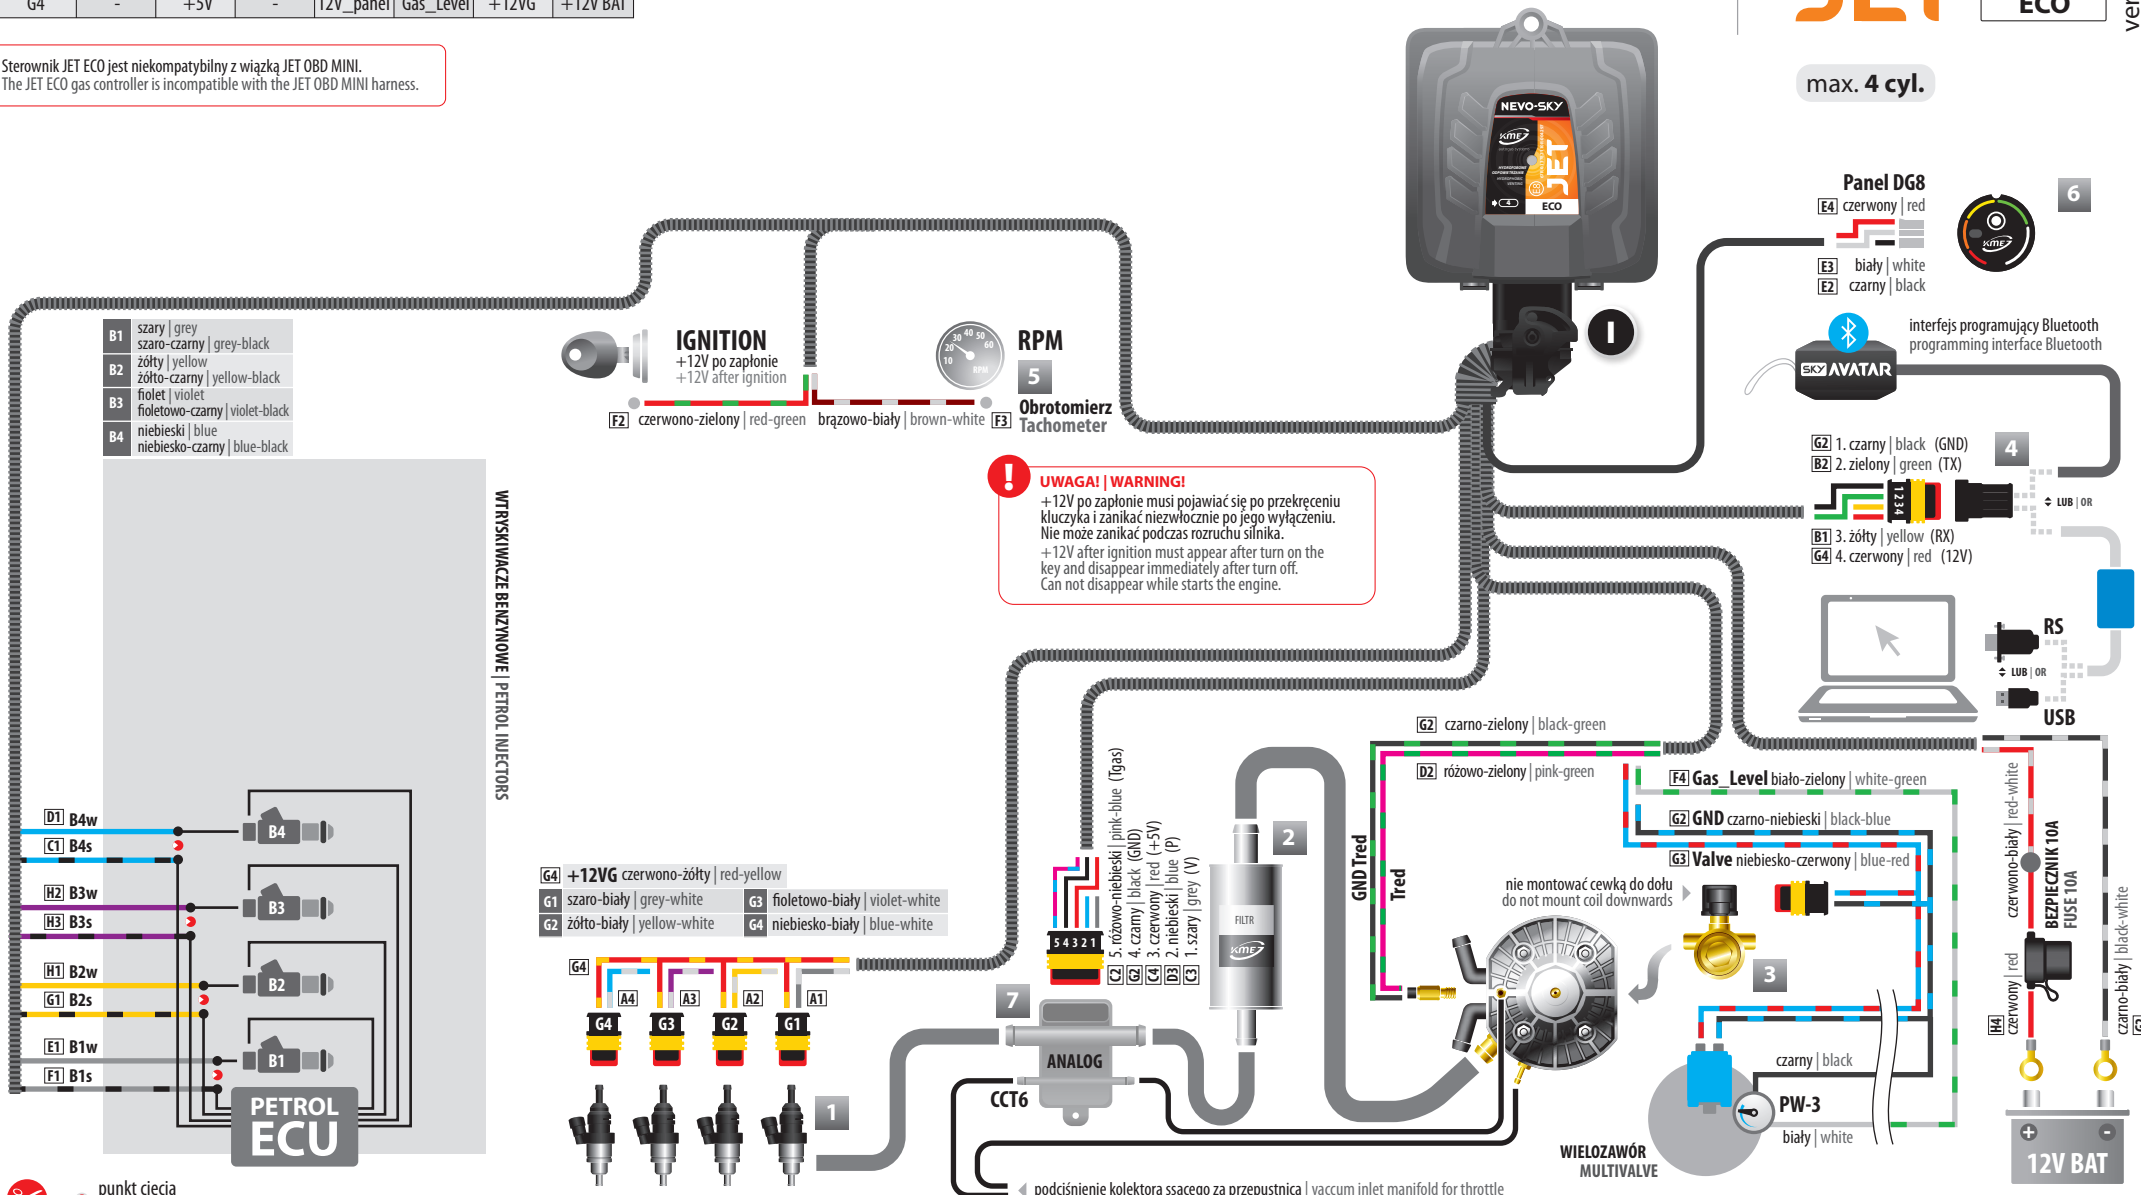 G4 - +5V - 12V_panel Gas_Level +12VG +12V BAT
JET ECO
Sterownik JET ECO jest niekompatybilny z wiązką JET OBD MINI.
The JET ECO gas controller is incompatible with the JET OBD MINI harness.
max. 4 cyl.
NEVO-SKY
KME
JET
ECO
Panel DG8
E4 czerwony | red
E3 biały | white
E2 czarny | black
KME
6
I
interfejs programujący Bluetooth
programming interface Bluetooth
SKY AVATAR
B1 szary | grey
szaro-czarny | grey-black
B2 żółty | yellow
żółto-czarny | yellow-black
B3 fiolet | violet
fioletowo-czarny | violet-black
B4 niebieski | blue
niebiesko-czarny | blue-black
IGNITION
+12V po zapłonie
+12V after ignition
F2 czerwono-zielony | red-green
brązowo-biały | brown-white F3
10 20 30 40 50 60
RPM
RPM
5
Obrotomierz
Tachometer
UWAGA! | WARNING!
+12V po zapłonie musi pojawiać się po przekręceniu
kluczyka i zanikać niezwłocznie po jego wyłączeniu.
Nie może zanikać podczas rozruchu silnika.
+12V after ignition must appear after turn on the
key and disappear immediately after turn off.
Can not disappear while starts the engine.
G2 1. czarny | black (GND)
B2 2. zielony | green (TX)
4
1 2 3 4
LUB | OR
B1 3. żółty | yellow (RX)
G4 4. czerwony | red (12V)
RS
LUB | OR
USB
WTRYSKIWACZE BENZYNOWE | PETROL INJECTORS
D1 B4w
C1 B4s
B4
H2 B3w
H3 B3s
B3
H1 B2w
G1 B2s
B2
E1 B1w
F1 B1s
B1
PETROL
ECU
punkt cięcia
G4 +12VG czerwono-żółty | red-yellow
G1 szaro-biały | grey-white
G3 fioletowo-biały | violet-white
G2 żółto-biały | yellow-white
G4 niebiesko-biały | blue-white
G4
A4 A3 A2 A1
G4 G3 G2 G1
1
5 4 3 2 1
C2 5. różowo-niebieski | pink-blue (Tgas)
G2 4. czarny | black (GND)
C4 3. czerwony | red (+5V)
D3 2. niebieski | blue (P)
C3 1. szary | grey (V)
7
ANALOG
CCT6
2
FILTR
KME
podciśnienie kolektora ssącego za przepustnicą | vaccum inlet manifold for throttle
G2 czarno-zielony | black-green
D2 różowo-zielony | pink-green
GND Tred
Tred
F4 Gas_Level biało-zielony | white-green
G2 GND czarno-niebieski | black-blue
G3 Valve niebiesko-czerwony | blue-red
nie montować cewką do dołu
do not mount coil downwards
3
czarny | black
PW-3
biały | white
WIELOZAWÓR
MULTIVALVE
czerwono-biały | red-white
BEZPIECZNIK 10A
FUSE 10A
H4 czerwony | red
czarno-biały | black-white
+ -
12V BAT